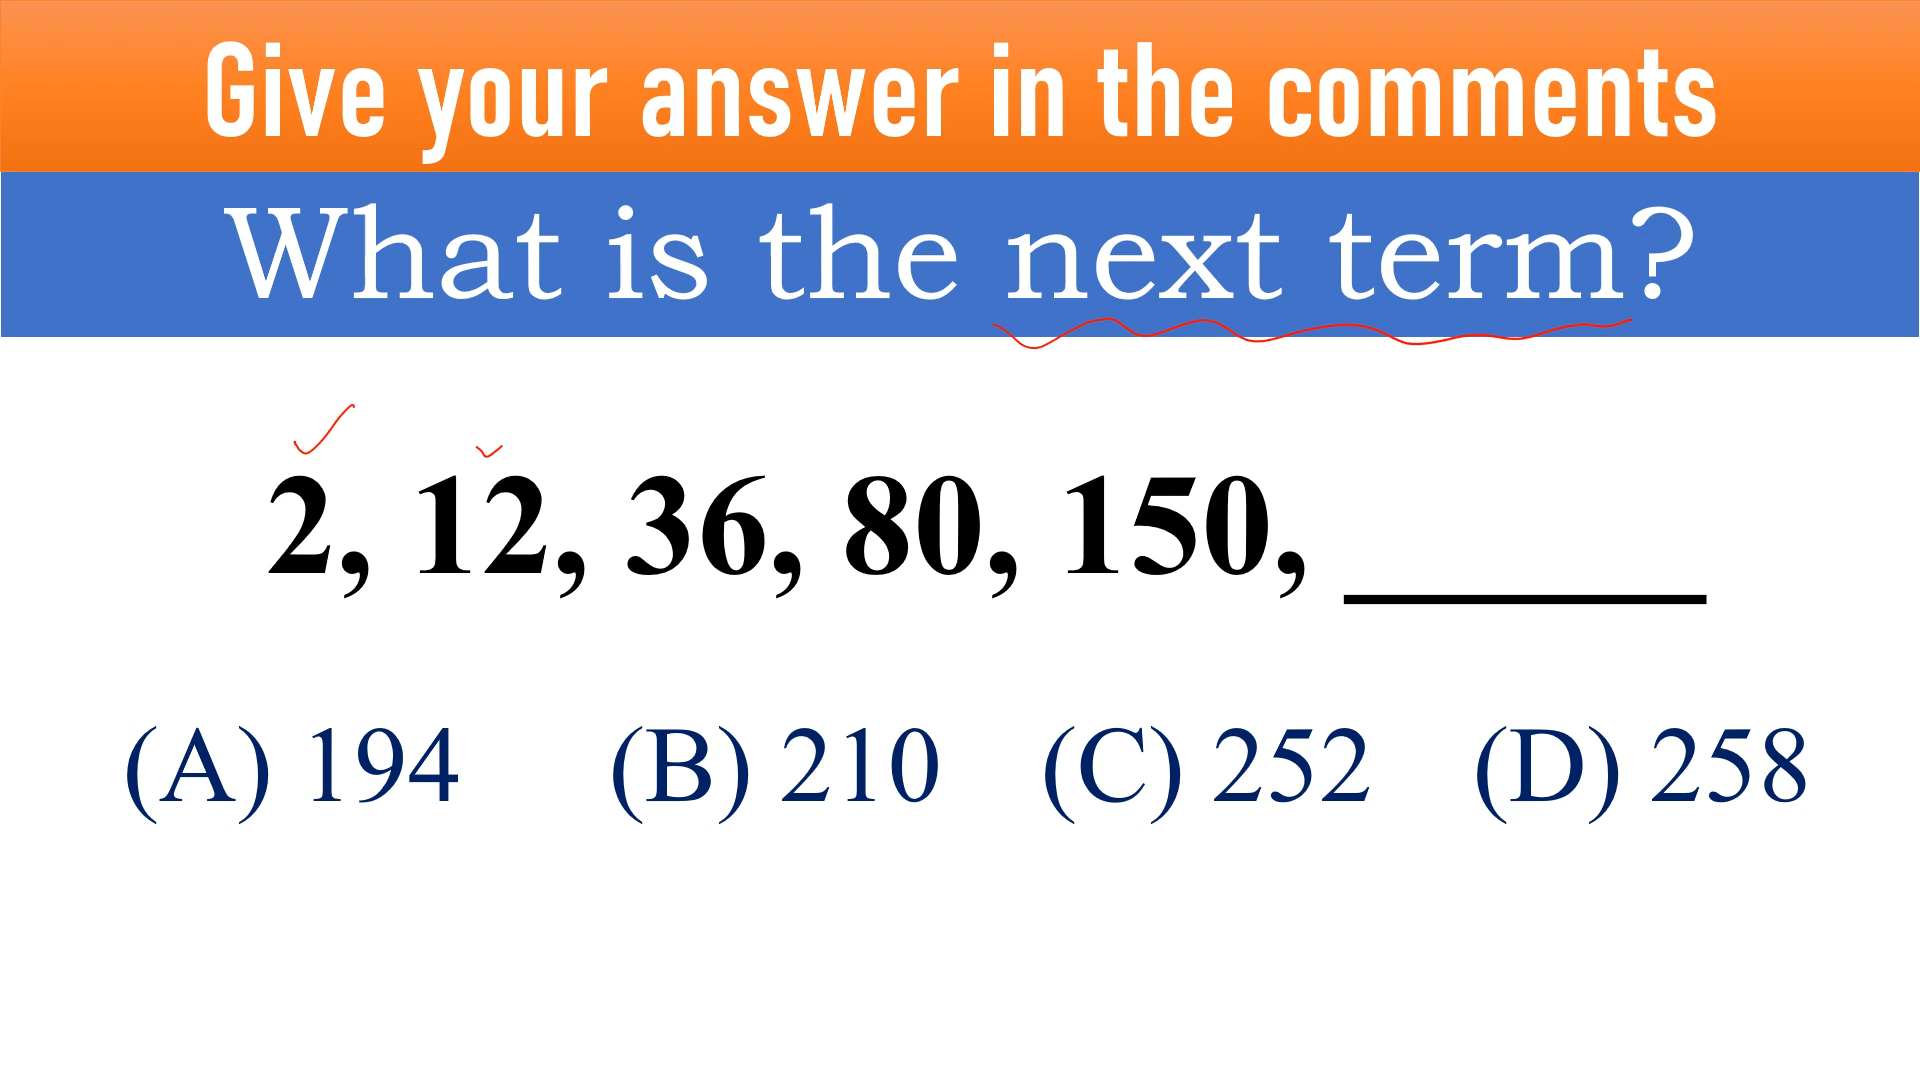 Give your answer in the comments
What is the next term?
2, 12, 36, 80, 150, _____
(A) 194 (B) 210 (C) 252 (D) 258